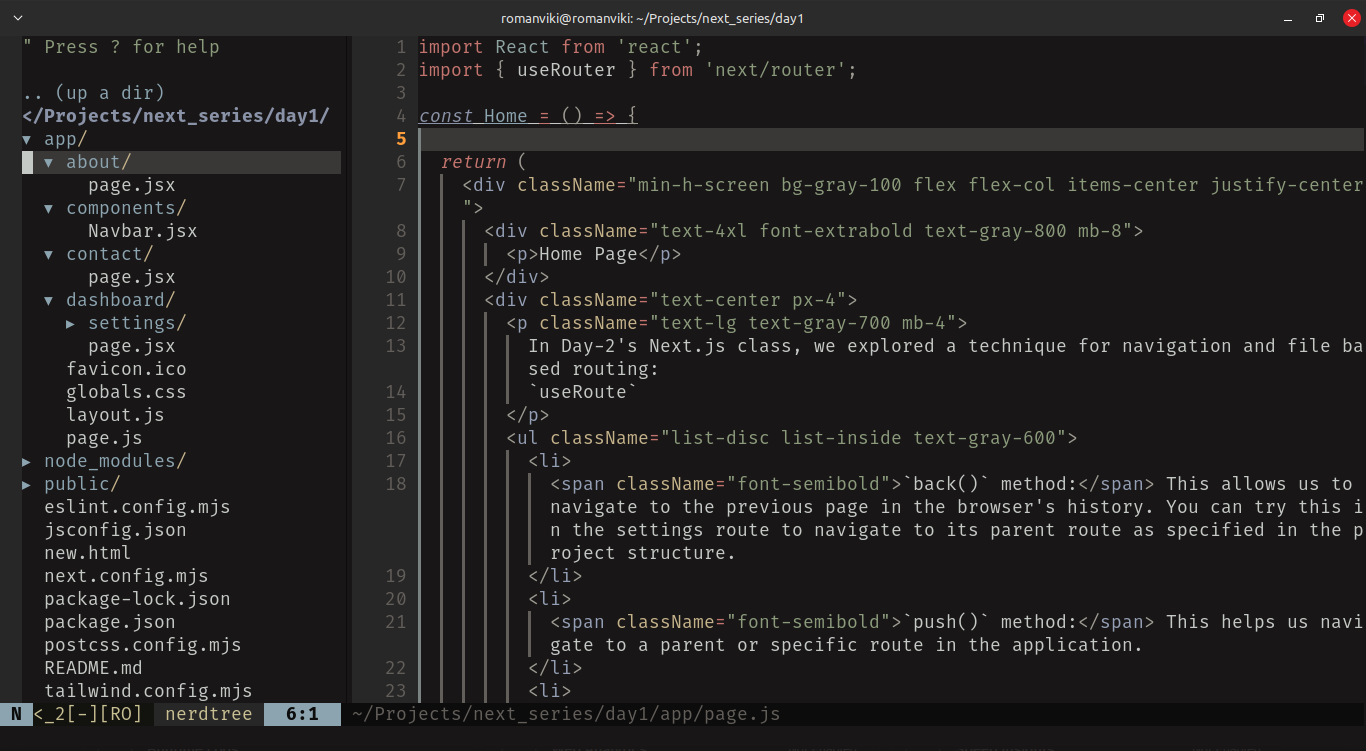 romanviki@romanviki: ~/Projects/next_series/day1
" Press ? for help
.. (up a dir)
</Projects/next_series/day1/
▾ app/
▾ about/
page.jsx
▾ components/
Navbar.jsx
▾ contact/
page.jsx
▾ dashboard/
▸ settings/
page.jsx
favicon.ico
globals.css
layout.js
page.js
▸ node_modules/
▸ public/
eslint.config.mjs
jsconfig.json
new.html
next.config.mjs
package-lock.json
package.json
postcss.config.mjs
README.md
tailwind.config.mjs
1 import React from 'react';
2 import { useRouter } from 'next/router';
3
4 const Home = () => {
5
6 return (
7 <div className="min-h-screen bg-gray-100 flex flex-col items-center justify-center
">
8 <div className="text-4xl font-extrabold text-gray-800 mb-8">
9 <p>Home Page</p>
10 </div>
11 <div className="text-center px-4">
12 <p className="text-lg text-gray-700 mb-4">
13 In Day-2's Next.js class, we explored a technique for navigation and file ba
sed routing:
14 `useRoute`
15 </p>
16 <ul className="list-disc list-inside text-gray-600">
17 <li>
18 <span className="font-semibold">`back()` method:</span> This allows us to
navigate to the previous page in the browser's history. You can try this i
n the settings route to navigate to its parent route as specified in the p
roject structure.
19 </li>
20 <li>
21 <span className="font-semibold">`push()` method:</span> This helps us navi
gate to a parent or specific route in the application.
22 </li>
23 <li>
N <_2[-][RO] nerdtree 6:1 ~/Projects/next_series/day1/app/page.js